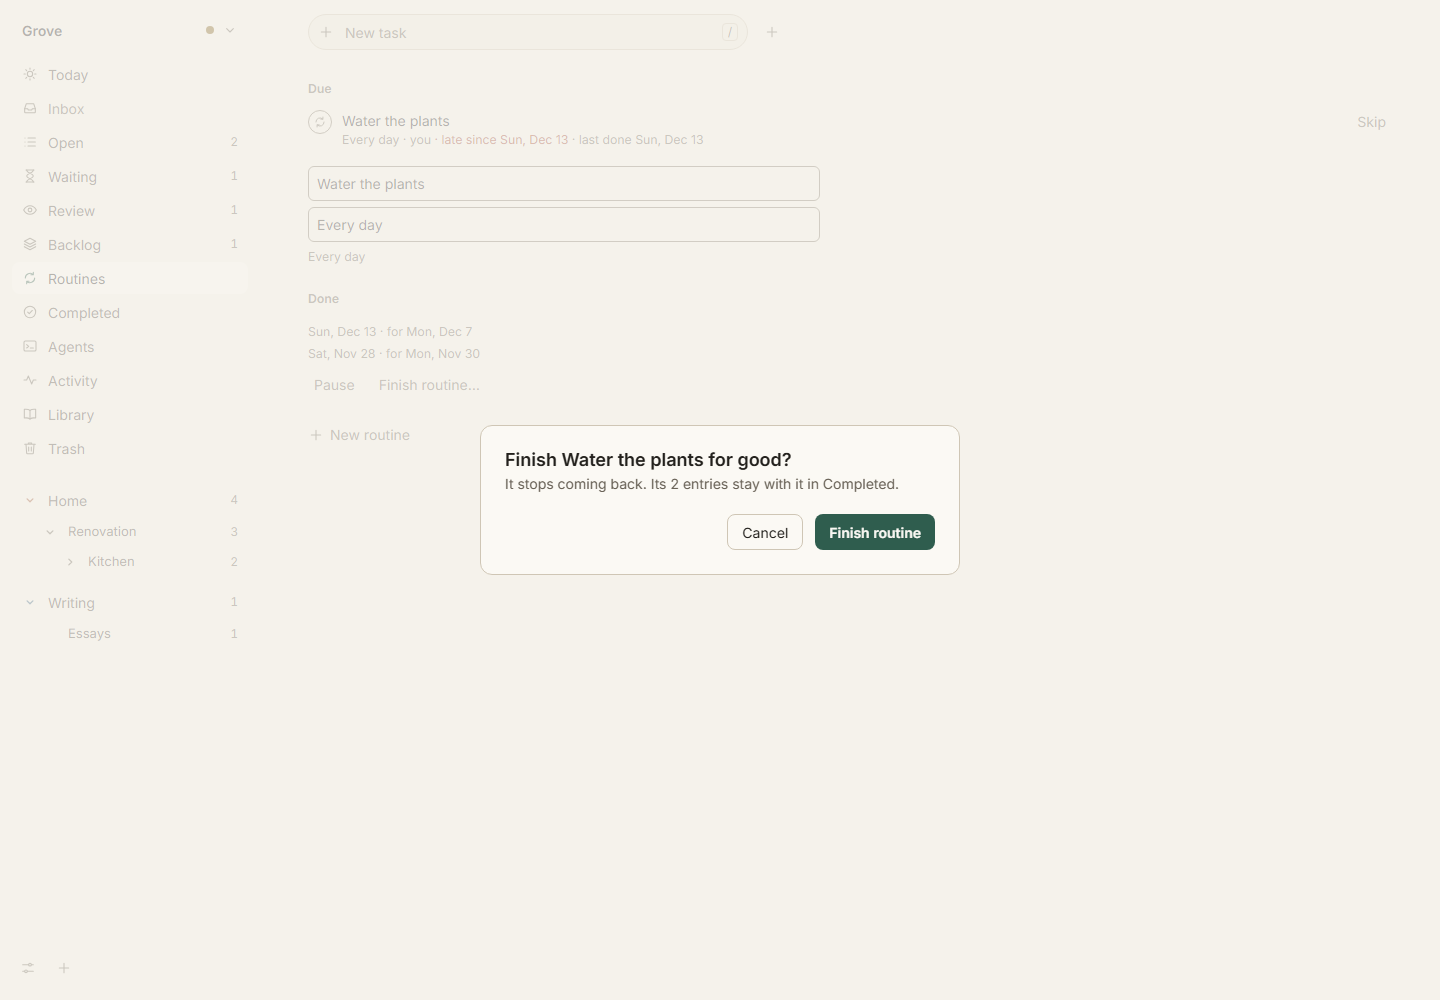 Grove
Today
Inbox
Open 2
Waiting 1
Review 1
Backlog 1
Routines
Completed
Agents
Activity
Library
Trash
Home 4
Renovation 3
Kitchen 2
Writing 1
Essays 1
New task /
Due
Water the plants
Every day · you · late since Sun, Dec 13 · last done Sun, Dec 13
Skip
Water the plants
Every day
Every day
Done
Sun, Dec 13 · for Mon, Dec 7
Sat, Nov 28 · for Mon, Nov 30
Pause Finish routine...
New routine
Finish Water the plants for good?
It stops coming back. Its 2 entries stay with it in Completed.
Cancel Finish routine